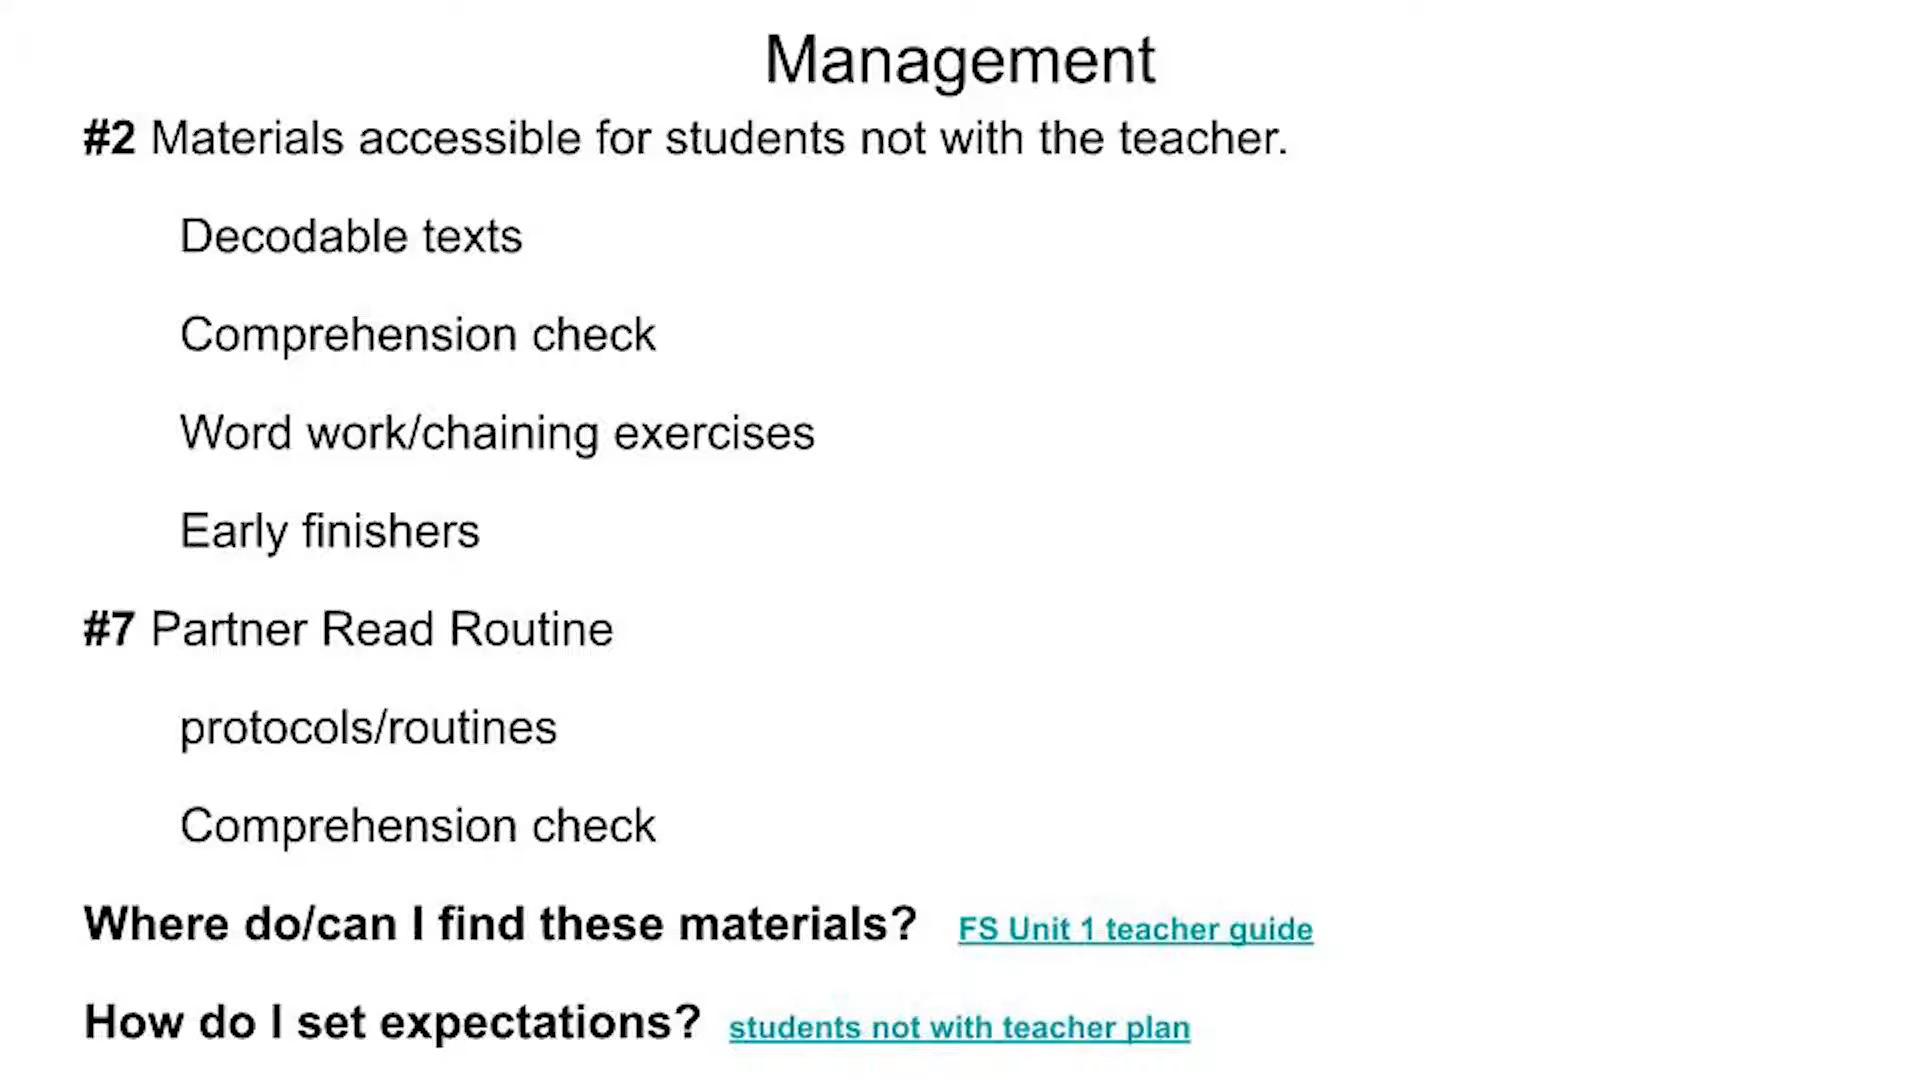 Management
#2 Materials accessible for students not with the teacher.
Decodable texts
Comprehension check
Word work/chaining exercises
Early finishers
#7 Partner Read Routine
protocols/routines
Comprehension check
Where do/can I find these materials? FS Unit 1 teacher guide
How do I set expectations? students not with teacher plan